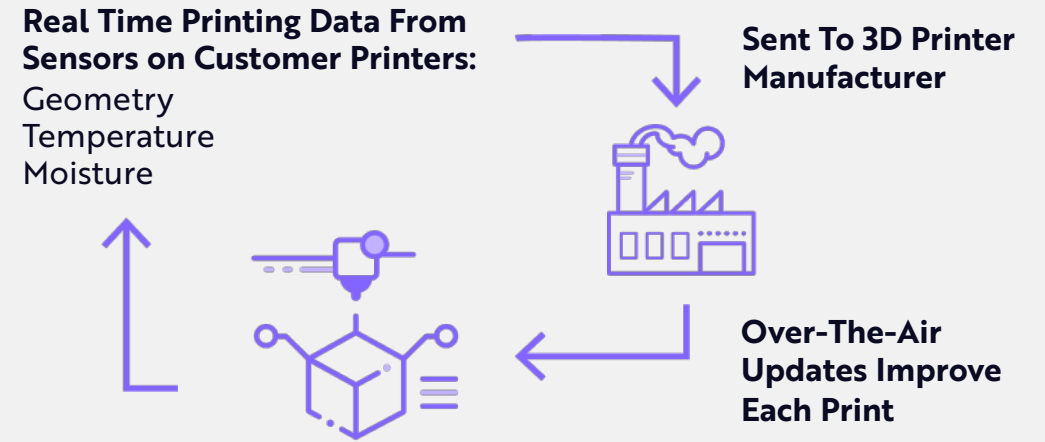 Real Time Printing Data From
Sensors on Customer Printers:
Geometry
Temperature
Moisture
Sent To 3D Printer
Manufacturer
Over-The-Air
Updates Improve
Each Print